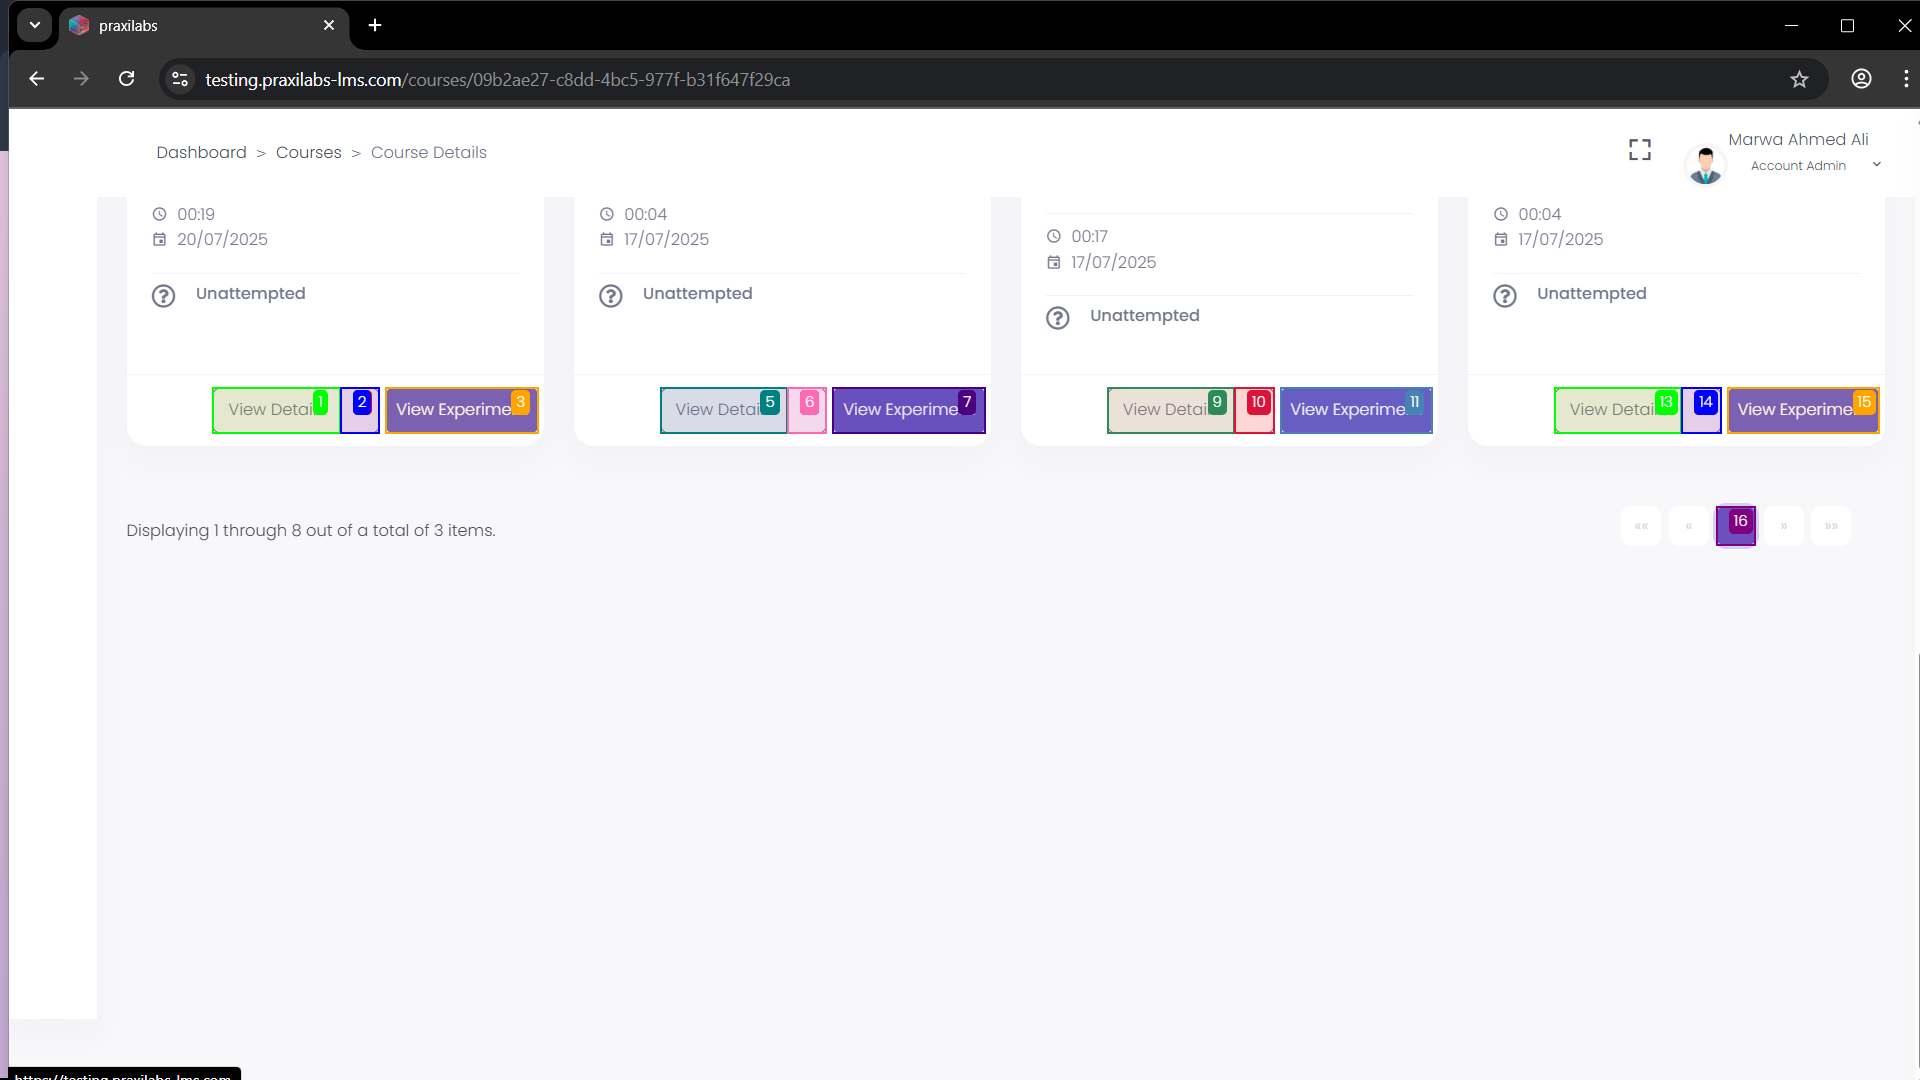 praxilabs
testing.praxilabs-lms.com/courses/09b2ae27-c8dd-4bc5-977f-b31f647f29ca
Dashboard > Courses > Course Details
Marwa Ahmed Ali
Account Admin
00:19
20/07/2025
Unattempted
View Detai 1
2
View Experime 3
00:04
17/07/2025
Unattempted
View Detai 5
6
View Experime 7
00:17
17/07/2025
Unattempted
View Detai 9
10
View Experime 11
00:04
17/07/2025
Unattempted
View Detai 13
14
View Experime 15
Displaying 1 through 8 out of a total of 3 items.
«« « 16 » »»
https://testing.praxilabs-lms.com